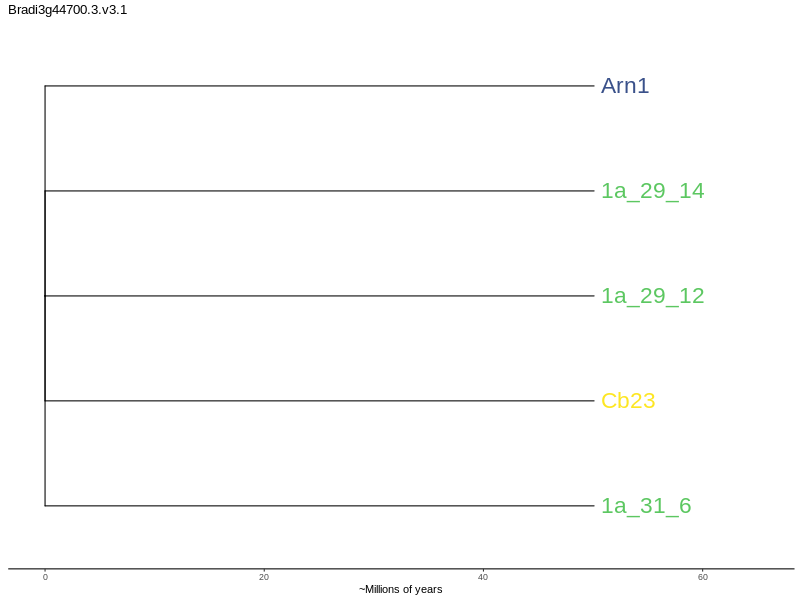 Bradi3g44700.3.v3.1
Arn1
1a_29_14
1a_29_12
Cb23
1a_31_6
0 20 40 60
~Millions of years